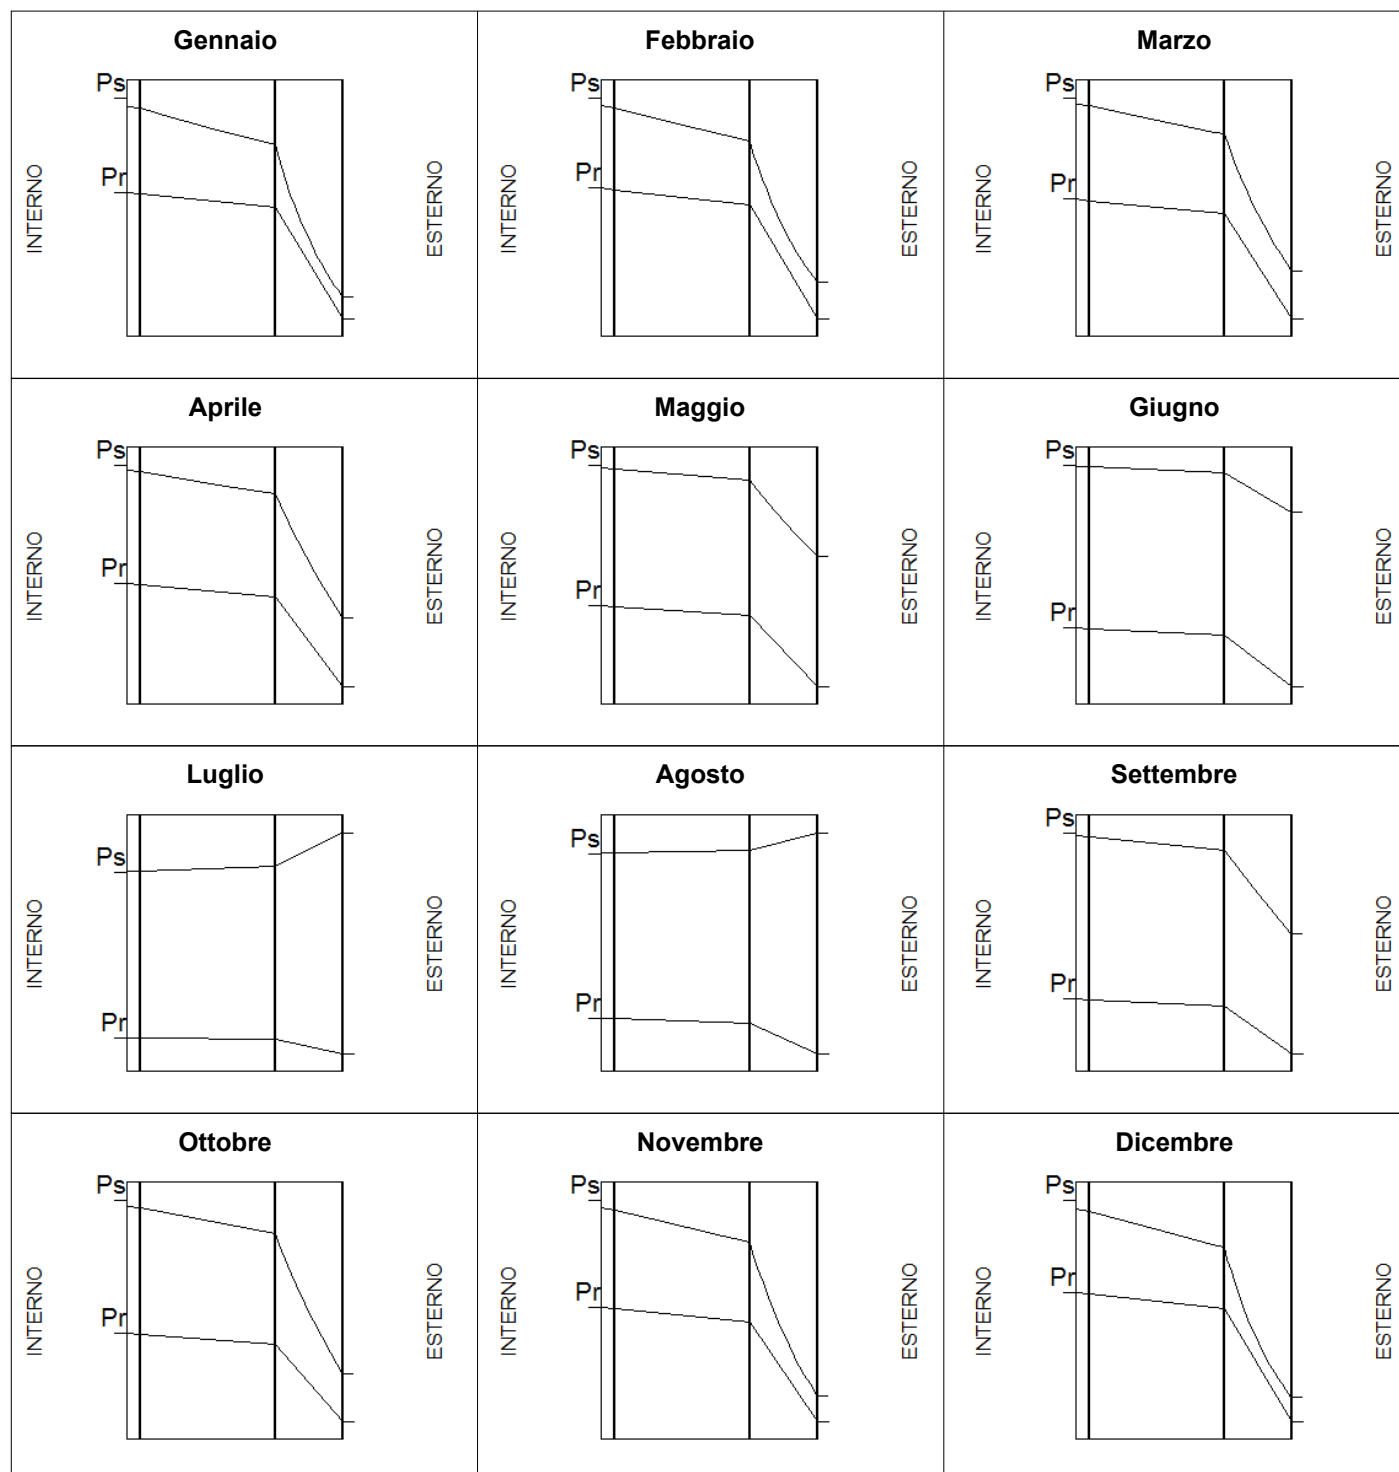 Gennaio
Ps
Pr
INTERNO
ESTERNO
Febbraio
Ps
Pr
INTERNO
ESTERNO
Marzo
Ps
Pr
INTERNO
ESTERNO
Aprile
Ps
Pr
INTERNO
ESTERNO
Maggio
Ps
Pr
INTERNO
ESTERNO
Giugno
Ps
Pr
INTERNO
ESTERNO
Luglio
Ps
Pr
INTERNO
ESTERNO
Agosto
Ps
Pr
INTERNO
ESTERNO
Settembre
Ps
Pr
INTERNO
ESTERNO
Ottobre
Ps
Pr
INTERNO
ESTERNO
Novembre
Ps
Pr
INTERNO
ESTERNO
Dicembre
Ps
Pr
INTERNO
ESTERNO